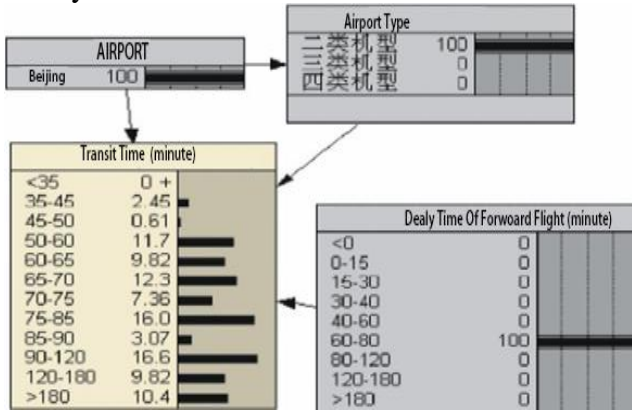 AIRPORT
Beijing 100
Airport Type
二类机型 100
三类机型 0
四类机型 0
Transit Time (minute)
<35 0 +
35-45 2.45
45-50 0.61
50-60 11.7
60-65 9.82
65-70 12.3
70-75 7.36
75-85 16.0
85-90 3.07
90-120 16.6
120-180 9.82
>180 10.4
Dealy Time Of Forwoard Flight (minute)
<0 0
0-15 0
15-30 0
30-40 0
40-60 0
60-80 100
80-120 0
120-180 0
>180 0